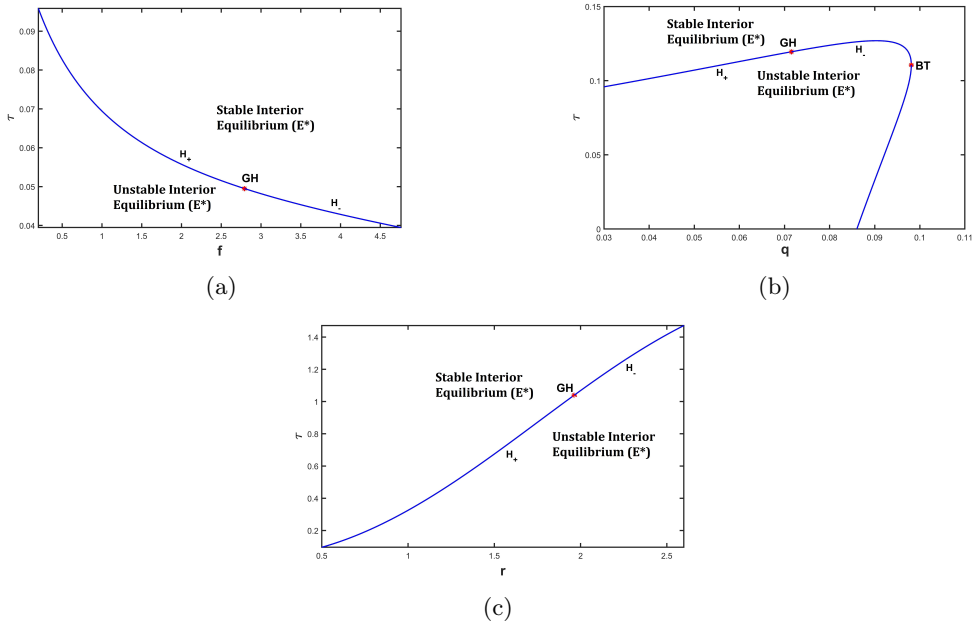 0.09
0.08
0.07
0.06
0.05
0.04
τ
Stable Interior
Equilibrium (E*)
H+
GH
Unstable Interior
Equilibrium (E*)
H-
0.5 1 1.5 2 2.5 3 3.5 4 4.5
f
(a)
0.15
0.1
0.05
0
τ
Stable Interior
Equilibrium (E*)
GH
H-
H+
Unstable Interior
Equilibrium (E*)
BT
0.03 0.04 0.05 0.06 0.07 0.08 0.09 0.1 0.11
q
(b)
1.4
1.2
1
0.8
0.6
0.4
0.2
τ
Stable Interior
Equilibrium (E*)
GH
H-
Unstable Interior
Equilibrium (E*)
H+
0.5 1 1.5 2 2.5
r
(c)